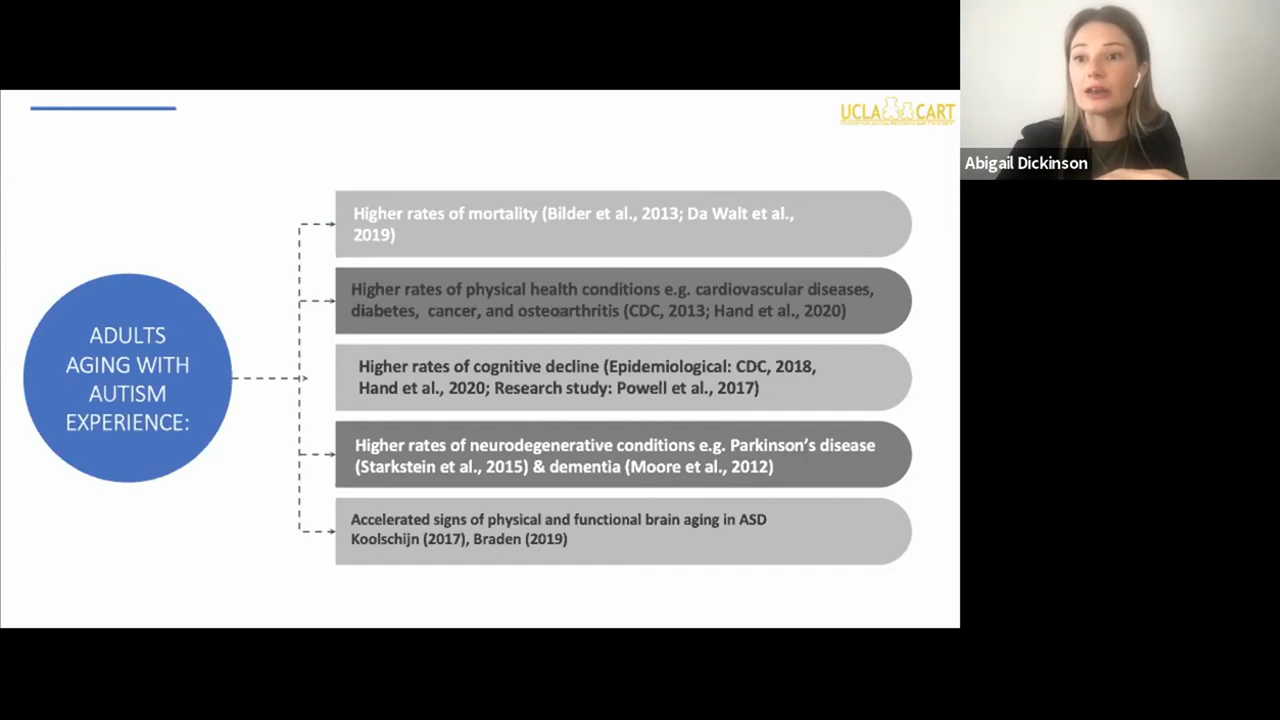 UCLA CART
Abigail Dickinson
ADULTS
AGING WITH
AUTISM
EXPERIENCE:
Higher rates of mortality (Bilder et al., 2013; Da Walt et al.,
2019)
Higher rates of physical health conditions e.g. cardiovascular diseases,
diabetes, cancer, and osteoarthritis (CDC, 2013; Hand et al., 2020)
Higher rates of cognitive decline (Epidemiological: CDC, 2018,
Hand et al., 2020; Research study: Powell et al., 2017)
Higher rates of neurodegenerative conditions e.g. Parkinson's disease
(Starkstein et al., 2015) & dementia (Moore et al., 2012)
Accelerated signs of physical and functional brain aging in ASD
Koolschijn (2017), Braden (2019)